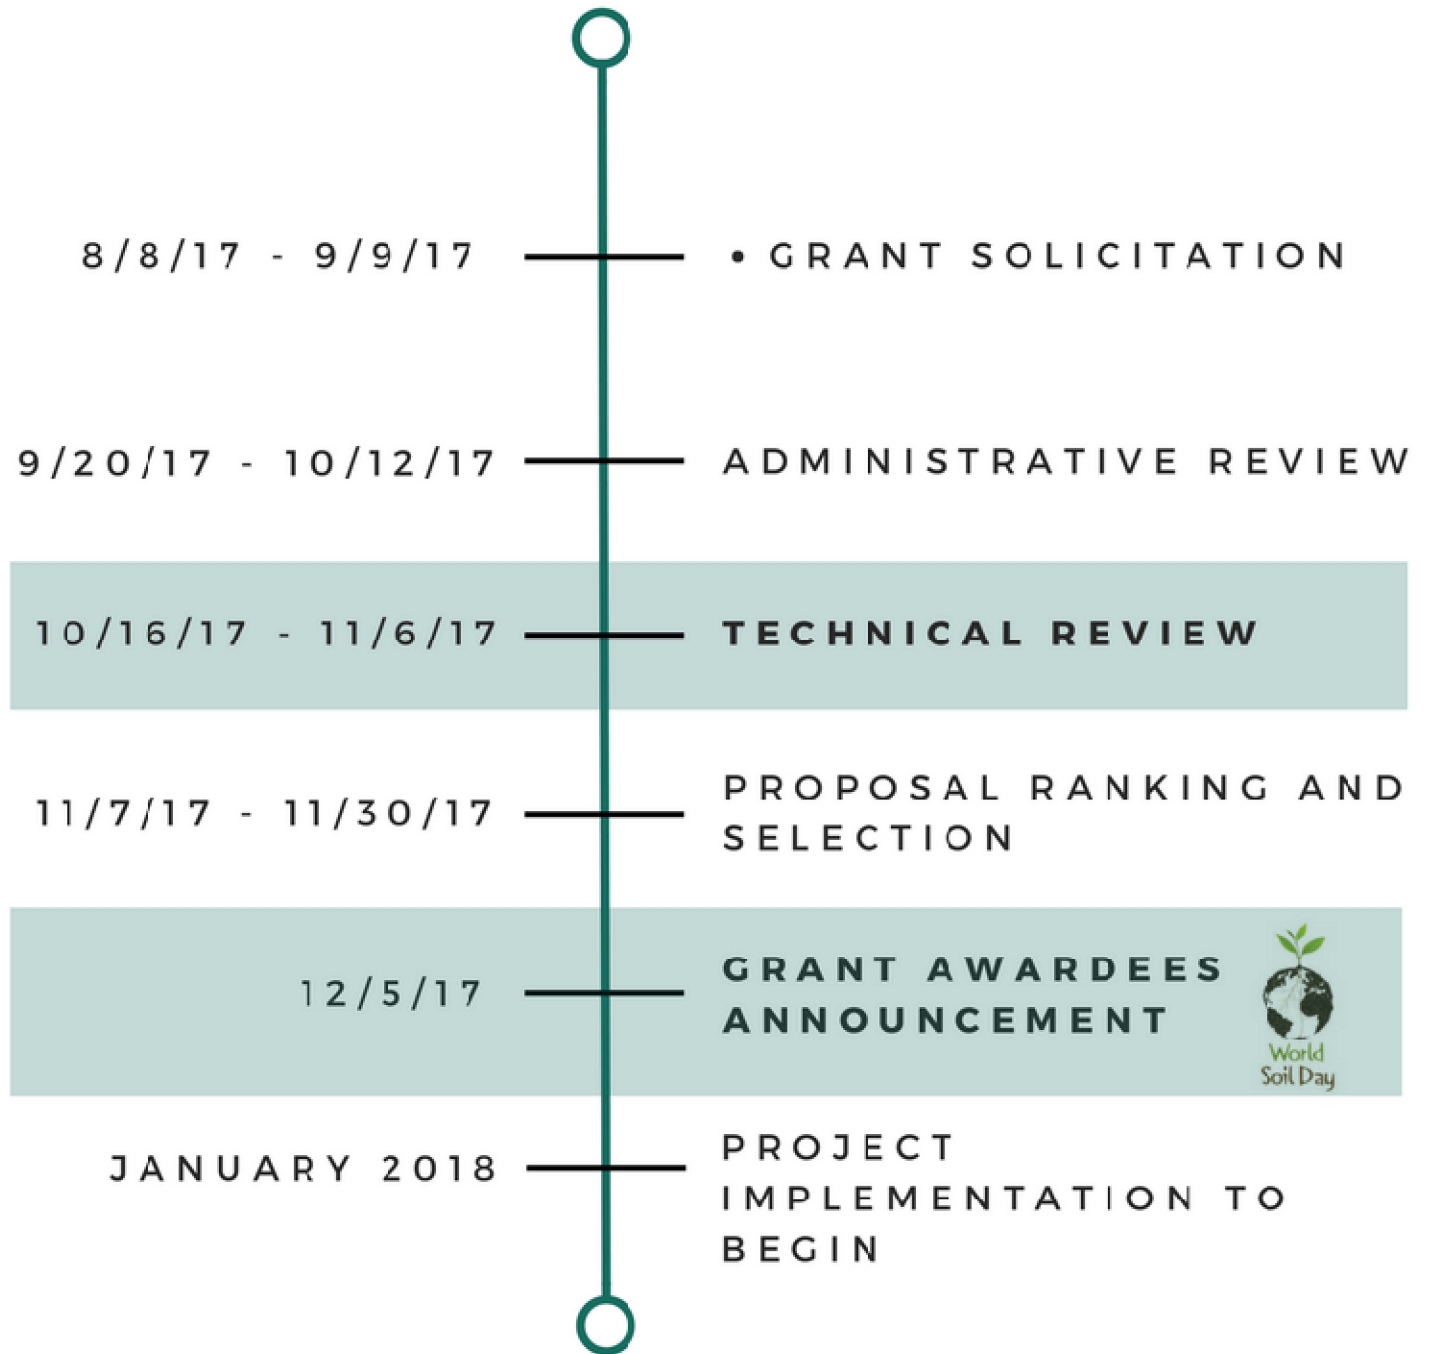 8/8/17 - 9/9/17 • GRANT SOLICITATION
9/20/17 - 10/12/17 ADMINISTRATIVE REVIEW
10/16/17 - 11/6/17 TECHNICAL REVIEW
11/7/17 - 11/30/17 PROPOSAL RANKING AND
SELECTION
12/5/17 GRANT AWARDEES
ANNOUNCEMENT
World
Soil Day
JANUARY 2018 PROJECT
IMPLEMENTATION TO
BEGIN